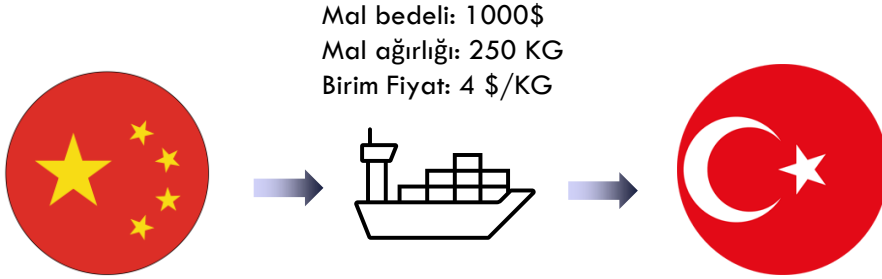 Mal bedeli: 1000$
Mal ağırlığı: 250 KG
Birim Fiyat: 4 $/KG